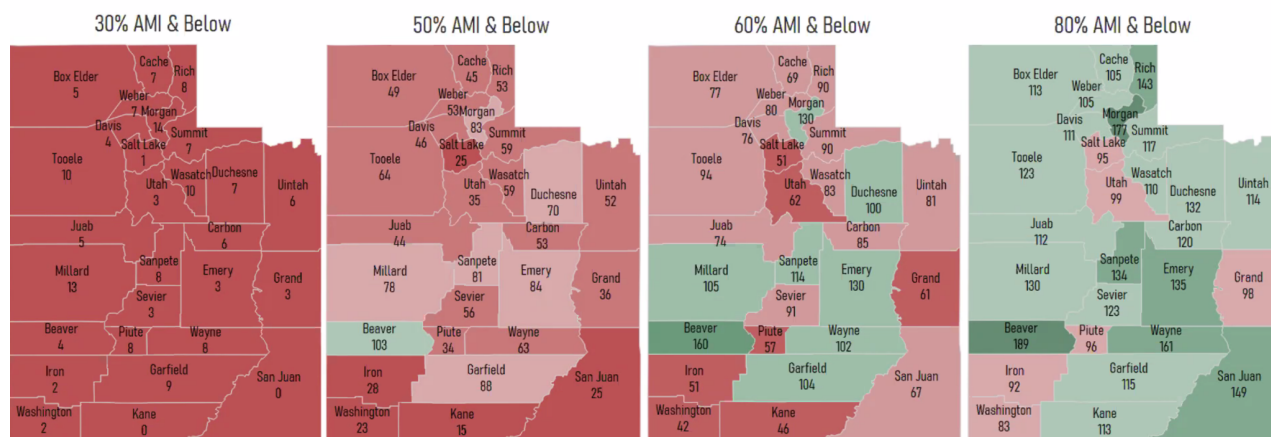 30% AMI & Below
Box Elder
5
Cache
7
Rich
8
Weber
7
Morgan
14
Davis
4
Summit
7
Salt Lake
1
Tooele
10
Wasatch
10
Duchesne
7
Utah
3
Uintah
6
Juab
5
Carbon
6
Sanpete
8
Millard
13
Emery
3
Grand
3
Sevier
3
Beaver
4
Piute
8
Wayne
8
Iron
2
Garfield
9
San Juan
0
Washington
2
Kane
0
50% AMI & Below
Box Elder
49
Cache
45
Rich
53
Weber
53
Morgan
83
Davis
46
Summit
59
Salt Lake
25
Tooele
64
Wasatch
59
Duchesne
70
Utah
35
Uintah
52
Juab
44
Carbon
53
Sanpete
81
Millard
78
Emery
84
Grand
36
Sevier
56
Beaver
103
Piute
34
Wayne
63
Iron
28
Garfield
88
San Juan
25
Washington
23
Kane
15
60% AMI & Below
Box Elder
77
Cache
69
Rich
90
Weber
80
Morgan
130
Davis
76
Summit
90
Salt Lake
51
Tooele
94
Wasatch
83
Duchesne
100
Utah
62
Uintah
81
Juab
74
Carbon
85
Sanpete
114
Millard
105
Emery
130
Grand
61
Sevier
91
Beaver
160
Piute
57
Wayne
102
Iron
51
Garfield
104
San Juan
67
Washington
42
Kane
46
80% AMI & Below
Box Elder
113
Cache
105
Rich
143
Weber
105
Morgan
177
Davis
111
Summit
117
Salt Lake
95
Tooele
123
Wasatch
110
Duchesne
132
Utah
99
Uintah
114
Juab
112
Carbon
120
Sanpete
134
Millard
130
Emery
135
Grand
98
Sevier
123
Beaver
189
Piute
96
Wayne
161
Iron
92
Garfield
115
San Juan
149
Washington
83
Kane
113